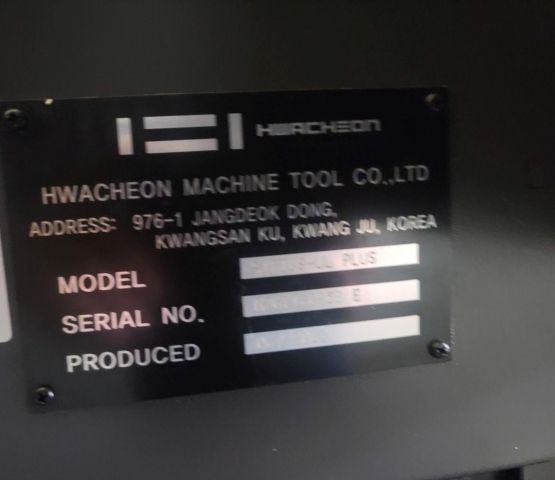 HWACHEON
HWACHEON MACHINE TOOL CO.,LTD
ADDRESS: 976-1 JANGDEOK DONG,
KWANGSAN KU, KWANG JU, KOREA
MODEL PLUS
SERIAL NO.
PRODUCED